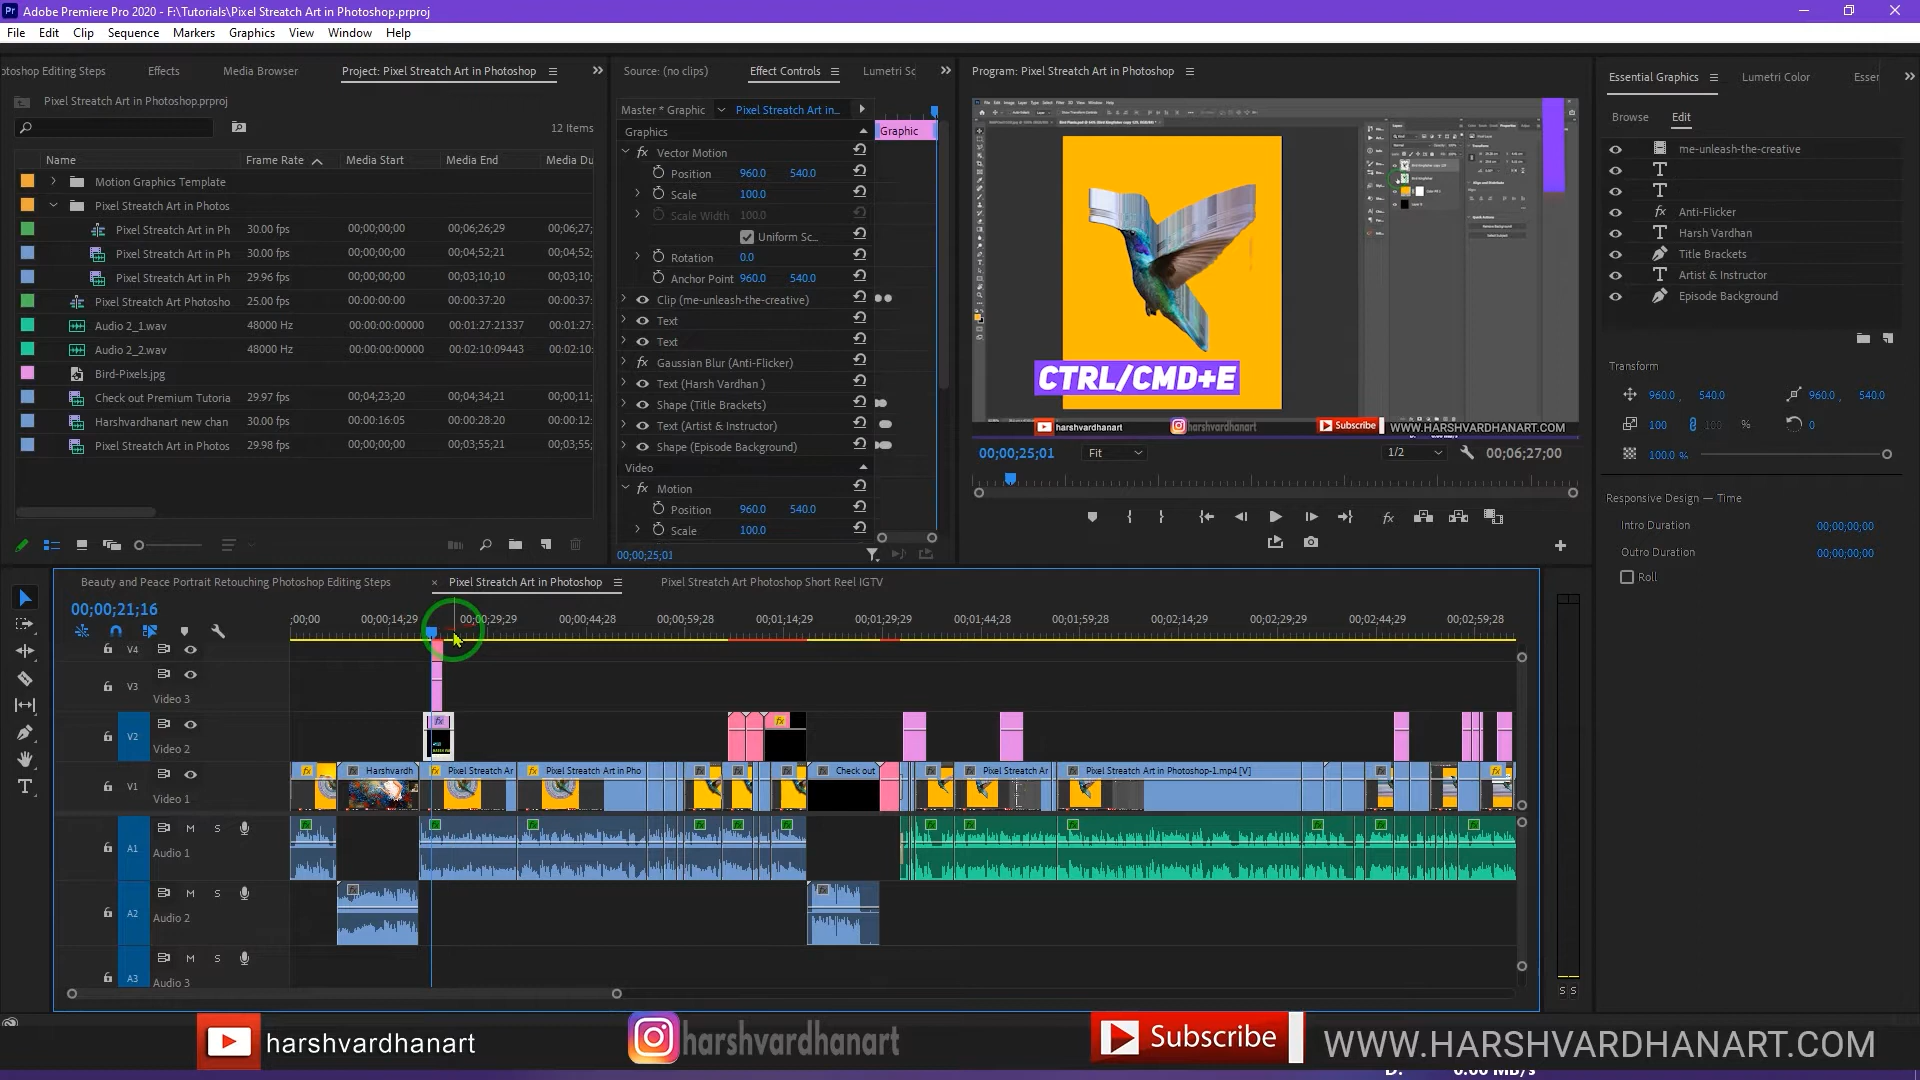 Adobe Premiere Pro 2020 - F:\Tutorials\Pixel Streatch Art in Photoshop.prproj
File Edit Clip Sequence Markers Graphics View Window Help
otoshop Editing Steps Effects Media Browser Project: Pixel Streatch Art in Photoshop
Pixel Streatch Art in Photoshop.prproj
12 Items
Name Frame Rate Media Start Media End Media Du
Motion Graphics Template
Pixel Streatch Art in Photos
Pixel Streatch Art in Ph 30.00 fps 00;00;00;00 00;06;26;29 00;06;27;
Pixel Streatch Art in Ph 30.00 fps 00;00;00;00 00;04;52;21 00;04;52,
Pixel Streatch Art in Ph 29.96 fps 00;00;00;00 00;03;10;10 00;03;10,
Pixel Streatch Art Photosho 25.00 fps 00:00:00:00 00:00:37:20 00:00:37:
Audio 2_1.wav 48000 Hz 00:00:00:00000 00:01:27:21337 00:01:27:
Audio 2_2.wav 48000 Hz 00:00:00:00000 00:02:10:09443 00:02:10:
Bird-Pixels.jpg
Check out Premium Tutoria 29.97 fps 00;04;23;20 00;04;34;21 00;00;11;
Harshvardhanart new chan 30.00 fps 00:00:16:05 00:00:28:16 00:00:12:
Pixel Streatch Art in Photos 29.98 fps 00;00;00;00 00;03;55;21 00;03;55;
Source: (no clips) Effect Controls Lumetri Sc
Master * Graphic Pixel Streatch Art in...
Graphic
Graphics
fx Vector Motion
Position 960.0 540.0
Scale 100.0
Scale Width 100.0
Uniform Sc...
Rotation 0.0
Anchor Point 960.0 540.0
Clip (me-unleash-the-creative)
Text
Text
fx Gaussian Blur (Anti-Flicker)
Text (Harsh Vardhan )
Shape (Title Brackets)
Text (Artist & Instructor)
Shape (Episode Background)
Video
fx Motion
Position 960.0 540.0
Scale 100.0
00;00;25;01
Program: Pixel Streatch Art in Photoshop
CTRL/CMD+E
harshvardhanart harshvardhanart Subscribe WWW.HARSHVARDHANART.COM
00;00;25;01 Fit 1/2 00;06;27;00
Essential Graphics Lumetri Color Esser
Browse Edit
me-unleash-the-creative
T
T
fx Anti-Flicker
T Harsh Vardhan
Title Brackets
T Artist & Instructor
Episode Background
Transform
960.0 , 540.0 960.0 , 540.0
100 100 % 0
100.0 %
Responsive Design — Time
Intro Duration 00;00;00;00
Outro Duration 00;00;00;00
Roll
Beauty and Peace Portrait Retouching Photoshop Editing Steps × Pixel Streatch Art in Photoshop Pixel Streatch Art Photoshop Short Reel IGTV
00;00;21;16
;00;00 00;00;14;29 00;00;29;29 00;00;44;28 00;00;59;28 00;01;14;29 00;01;29;29 00;01;44;28 00;01;59;28 00;02;14;29 00;02;29;29 00;02;44;29 00;02;59;28
V4
V3
Video 3
V2
Video 2
V1
Video 1
Harshvardh Pixel Streatch Ar Pixel Streatch Art in Pho Check out Pixel Streatch Ar Pixel Streatch Art in Photoshop-1.mp4 [V]
A1 M S
Audio 1
A2 M S
Audio 2
A3 M S
Audio 3
S S
harshvardhanart harshvardhanart Subscribe WWW.HARSHVARDHANART.COM